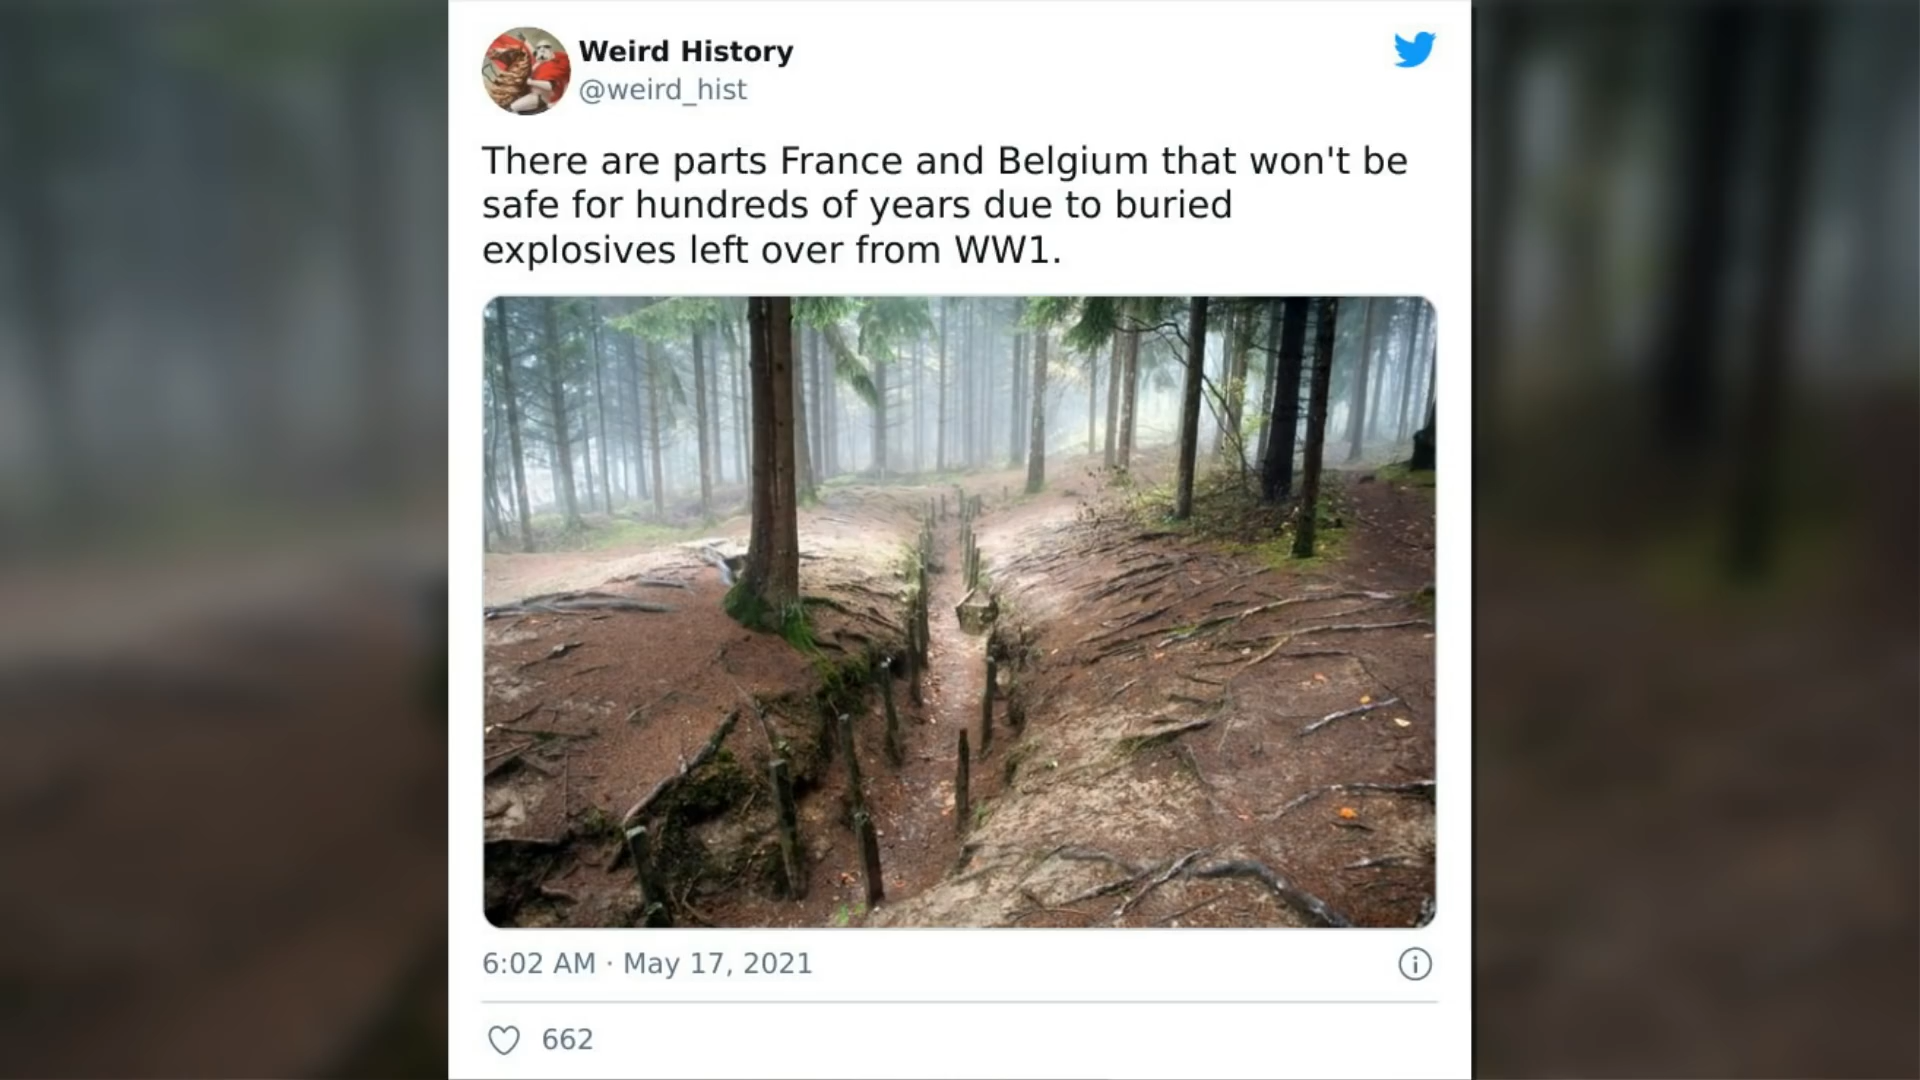 Weird History
@weird_hist
There are parts France and Belgium that won't be
safe for hundreds of years due to buried
explosives left over from WW1.
6:02 AM · May 17, 2021
662